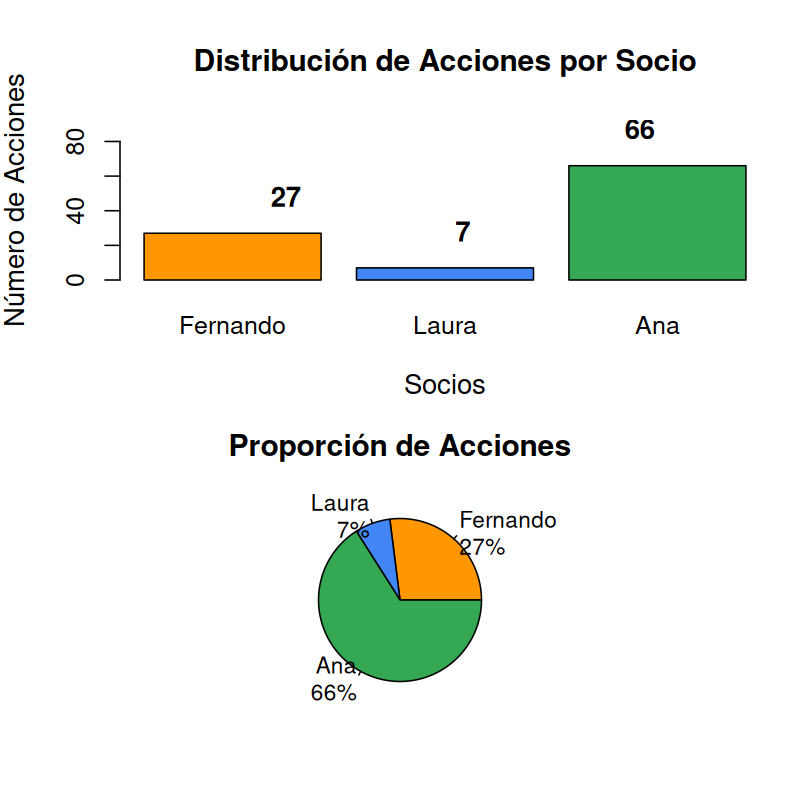 Distribución de Acciones por Socio
Número de Acciones
80
40
0
27
7
66
Fernando
Laura
Ana
Socios
Proporción de Acciones
Laura
7%
Fernando
27%
Ana
66%